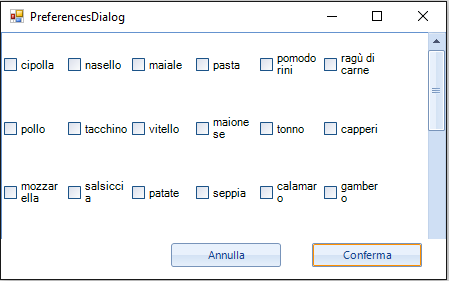 PreferencesDialog
cipolla nasello maiale pasta pomodo
rini ragù di
carne
pollo tacchino vitello maione
se tonno capperi
mozzar
ella salsicci
a patate seppia calamar
o gamber
o
Annulla Conferma